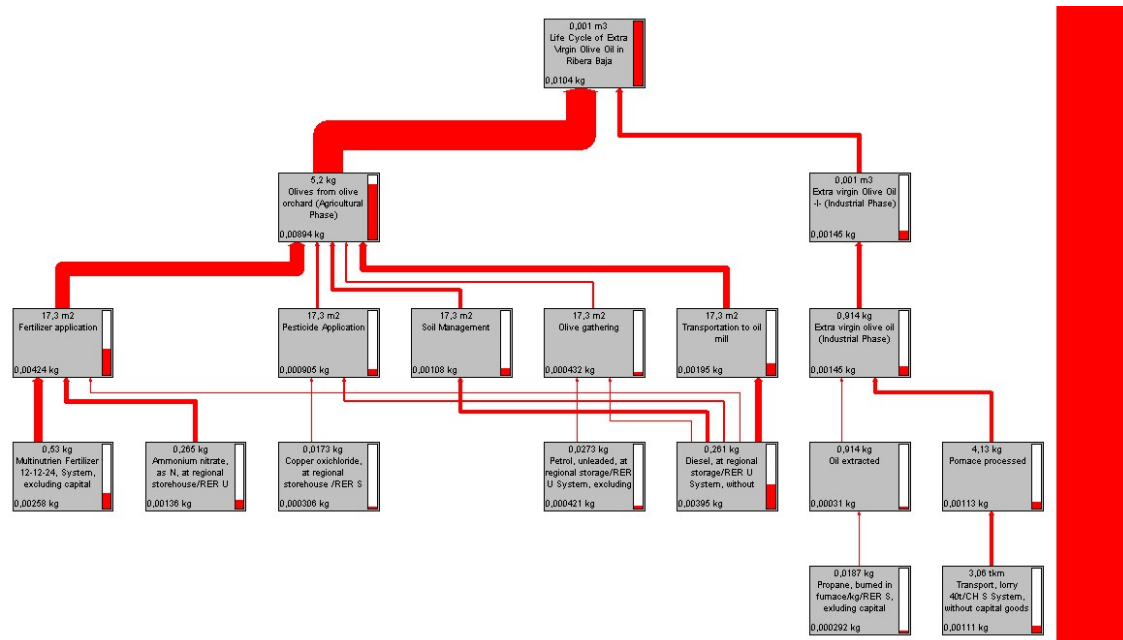 0,001 m3
Life Cycle of Extra
Virgin Olive Oil in
Ribera Baja
0,0104 kg
5,2 kg
Olives from olive
orchard (Agricultural
Phase)
0,00894 kg
0,001 m3
Extra virgin Olive Oil
-I- (Industrial Phase)
0,00145 kg
17,3 m2
Fertilizer application
0,00424 kg
17,3 m2
Pesticide Application
0,000905 kg
17,3 m2
Soil Management
0,00108 kg
17,3 m2
Olive gathering
0,000432 kg
17,3 m2
Transportation to oil
mill
0,00195 kg
0,914 kg
Extra virgin olive oil
(Industrial Phase)
0,00145 kg
0,53 kg
Multinutrien Fertilizer
12-12-24, System,
excluding capital
0,00258 kg
0,265 kg
Ammonium nitrate,
as N, at regional
storehouse/RER U
0,00136 kg
0,0173 kg
Copper oxichloride,
at regional
storehouse /RER S
0,000306 kg
0,0273 kg
Petrol, unleaded, at
regional storage/RER
U System, excluding
0,000421 kg
0,261 kg
Diesel, at regional
storage/RER U
System, without
0,00395 kg
0,914 kg
Oil extracted
0,00031 kg
4,13 kg
Pomace processed
0,00113 kg
0,0187 kg
Propane, burned in
furnace/kg/RER S,
exluding capital
0,000292 kg
3,06 tkm
Transport, lorry
40t/CH S System,
without capital goods
0,00111 kg